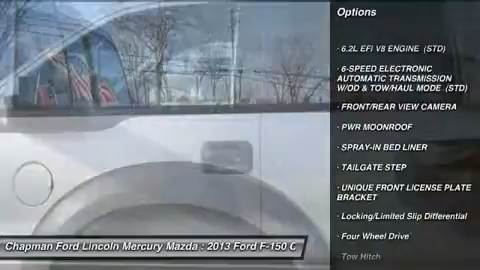 Options
· 6.2L EFI V8 ENGINE (STD)
· 6-SPEED ELECTRONIC
AUTOMATIC TRANSMISSION
W/OD & TOW/HAUL MODE (STD)
· FRONT/REAR VIEW CAMERA
· PWR MOONROOF
· SPRAY-IN BED LINER
· TAILGATE STEP
· UNIQUE FRONT LICENSE PLATE
BRACKET
· Locking/Limited Slip Differential
· Four Wheel Drive
· Tow Hitch
Chapman Ford Lincoln Mercury Mazda : 2013 Ford F-150 C